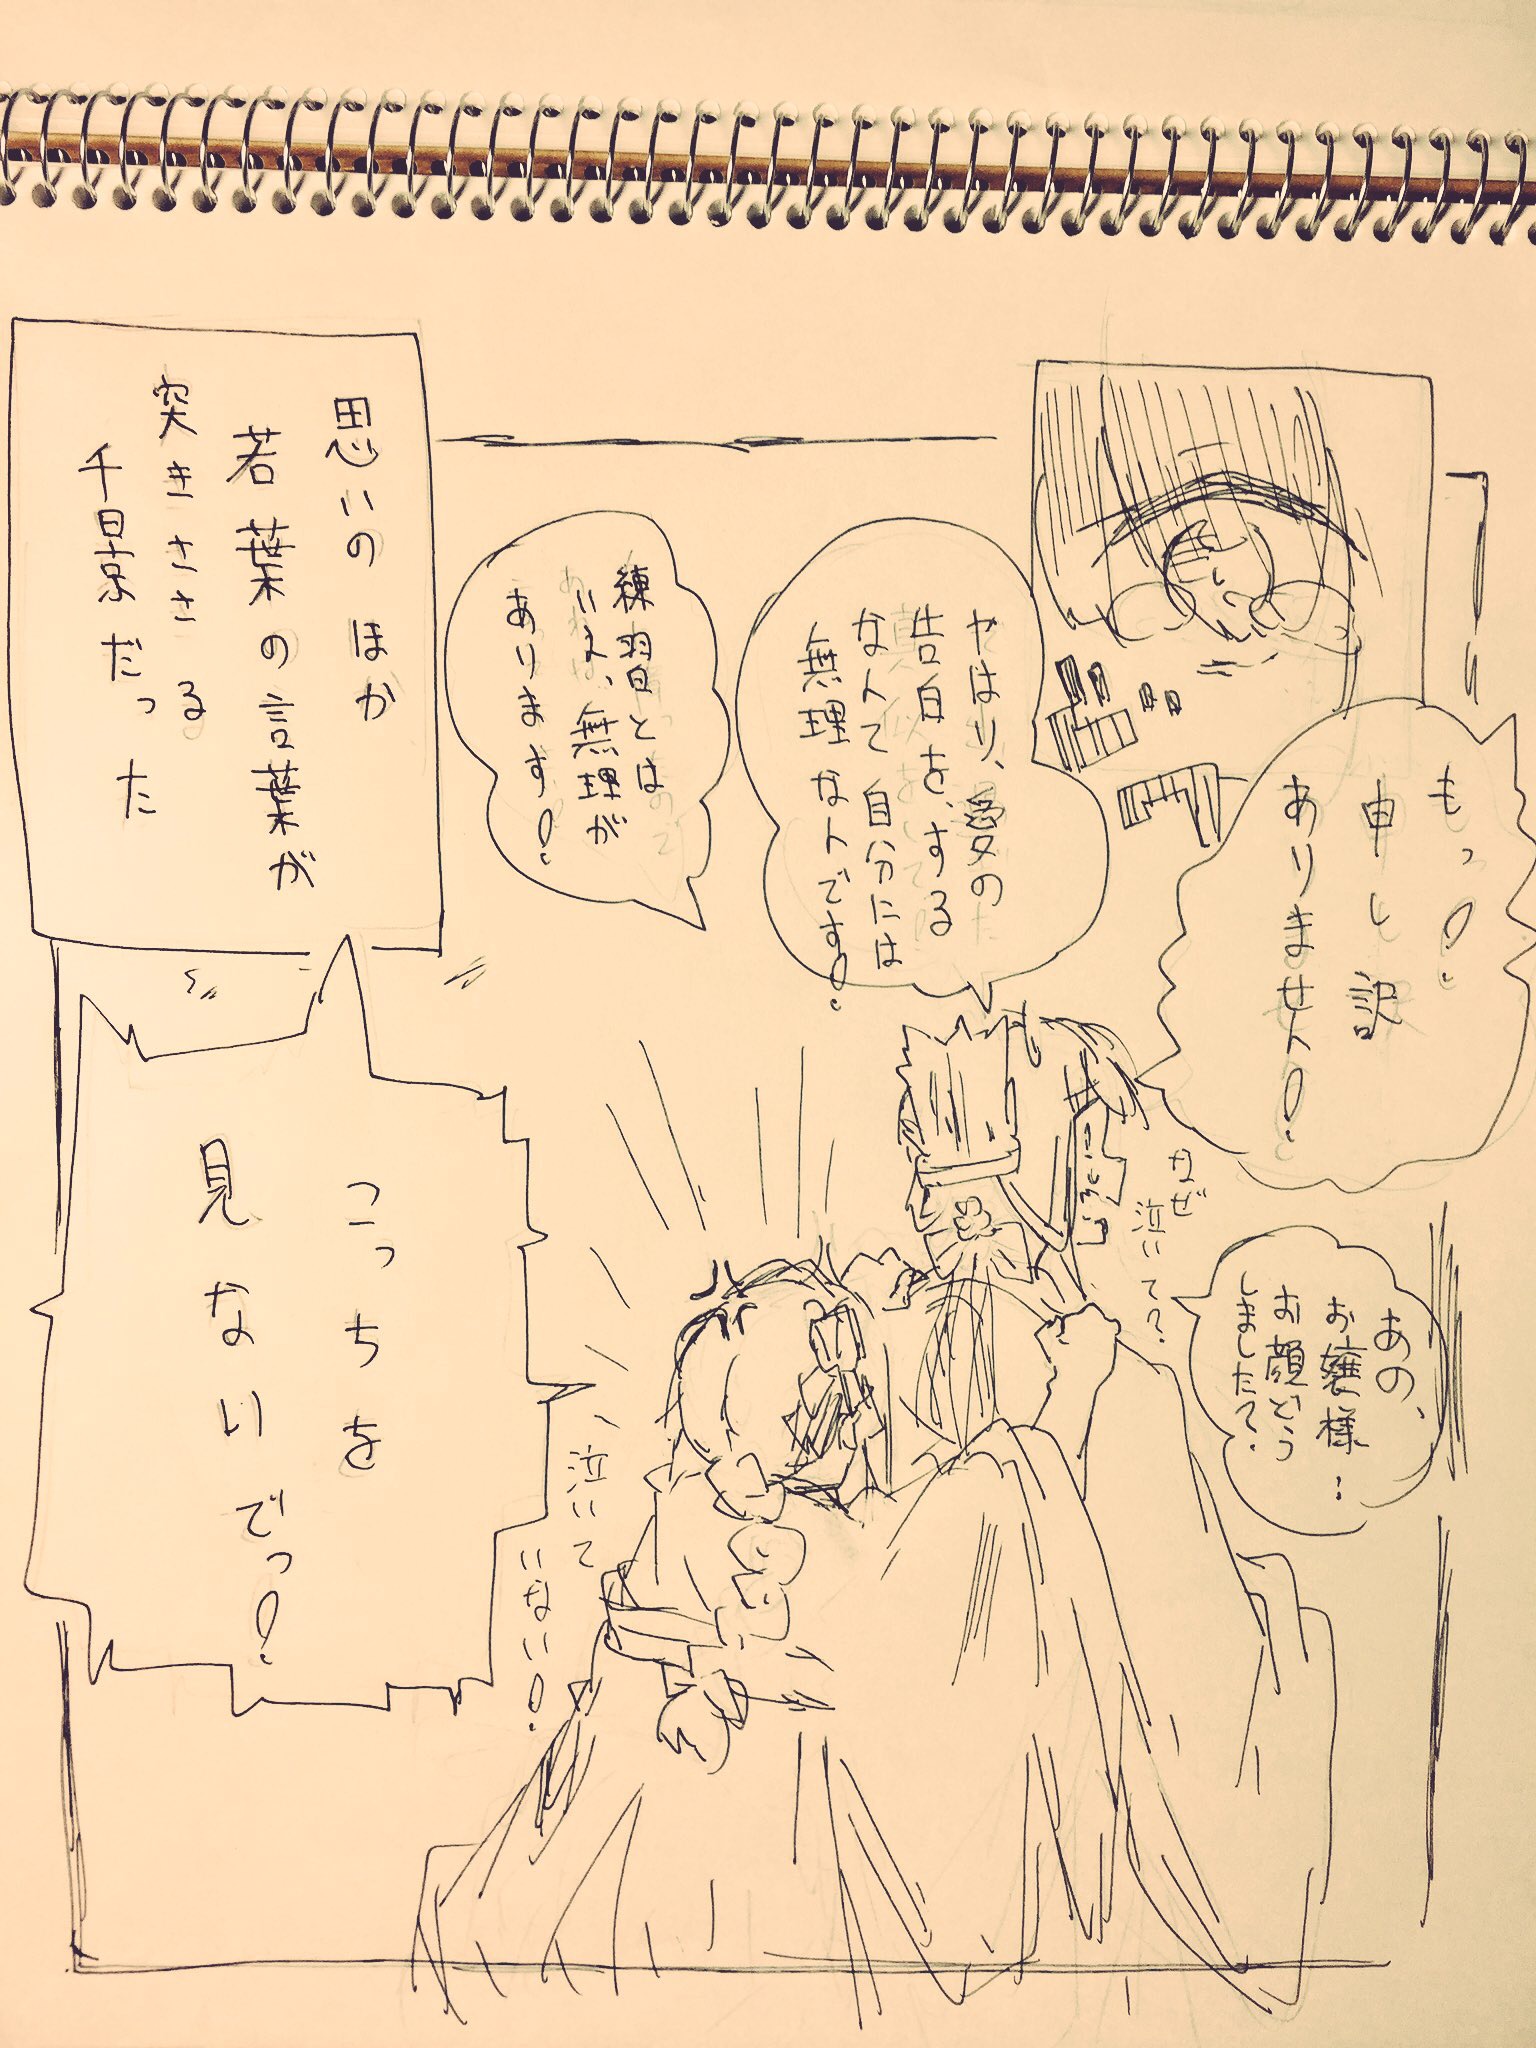 もっ!
申し訳
ありません!
やはり、愛の
告白を、する
なんて自分には
無理なんです!
練習とは
いえ、無理が
あります!
思いのほか
若葉の言葉が
突きささる
千景だった
あの、
お嬢様…
お顔どう
しました?
なぜ
泣いて?
泣いて
いない!
こっちを
見ないでっ!